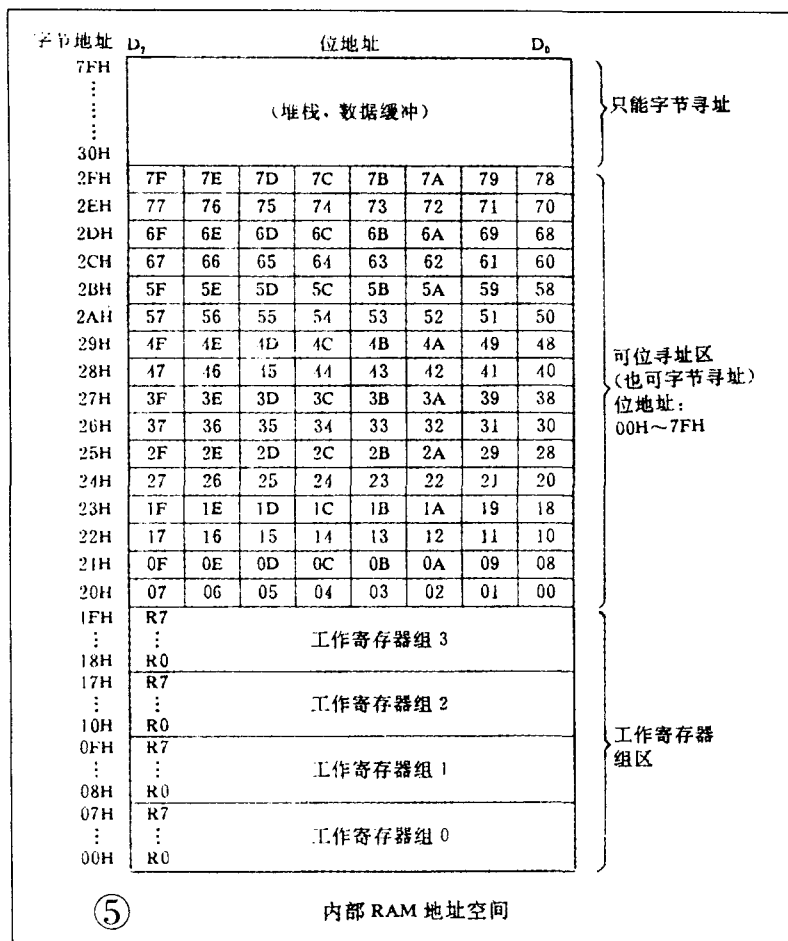 字节地址 D₇ 位地址 D₀
7FH
⋮
(堆栈、数据缓冲)
只能字节寻址
30H
2FH 7F 7E 7D 7C 7B 7A 79 78
2EH 77 76 75 74 73 72 71 70
2DH 6F 6E 6D 6C 6B 6A 69 68
2CH 67 66 65 64 63 62 61 60
2BH 5F 5E 5D 5C 5B 5A 59 58
2AH 57 56 55 54 53 52 51 50
29H 4F 4E 4D 4C 4B 4A 49 48
28H 47 46 45 44 43 42 41 40
27H 3F 3E 3D 3C 3B 3A 39 38
26H 37 36 35 34 33 32 31 30
25H 2F 2E 2D 2C 2B 2A 29 28
24H 27 26 25 24 23 22 21 20
23H 1F 1E 1D 1C 1B 1A 19 18
22H 17 16 15 14 13 12 11 10
21H 0F 0E 0D 0C 0B 0A 09 08
20H 07 06 05 04 03 02 01 00
可位寻址区
(也可字节寻址)
位地址:
00H~7FH
1FH R7
⋮ ⋮ 工作寄存器组 3
18H R0
17H R7
⋮ ⋮ 工作寄存器组 2
10H R0
0FH R7
⋮ ⋮ 工作寄存器组 1
08H R0
07H R7
⋮ ⋮ 工作寄存器组 0
00H R0
工作寄存器
组区
⑤ 内部 RAM 地址空间